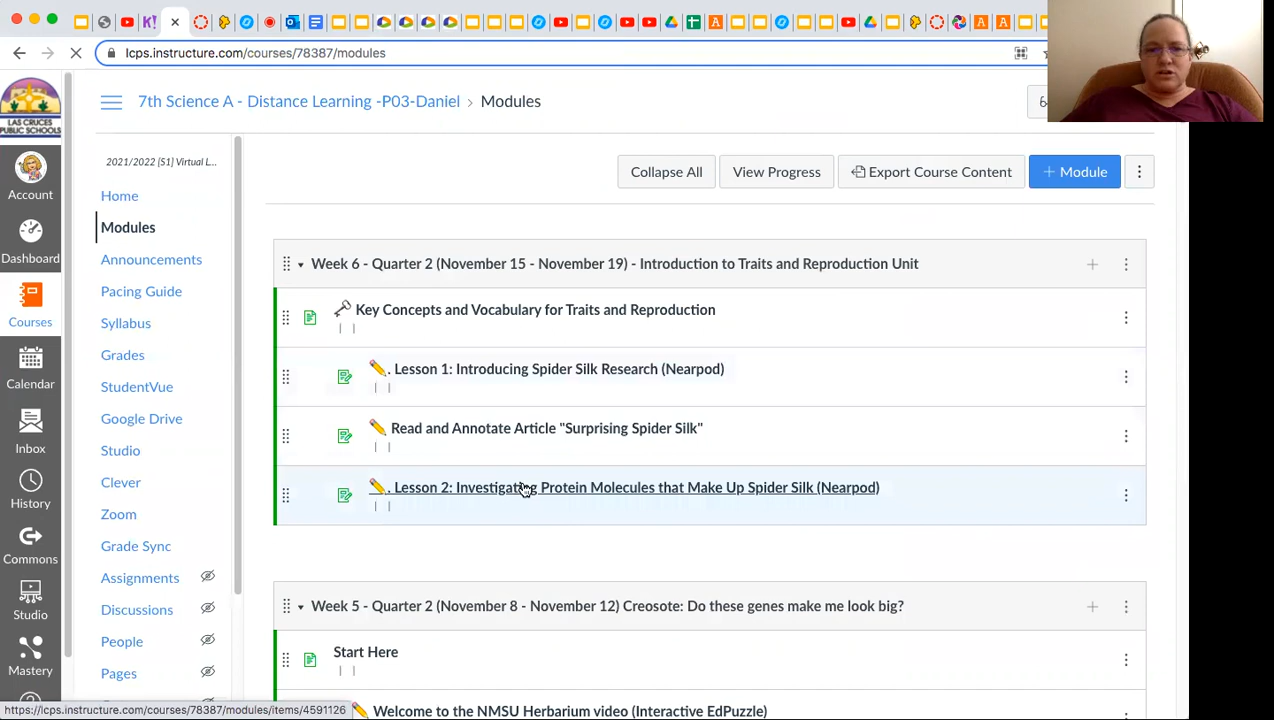 lcps.instructure.com/courses/78387/modules
LAS CRUCES
PUBLIC SCHOOLS
7th Science A - Distance Learning -P03-Daniel > Modules
Account
Dashboard
Courses
Calendar
Inbox
History
Commons
Studio
Mastery
2021/2022 [S1] Virtual L...
Home
Modules
Announcements
Pacing Guide
Syllabus
Grades
StudentVue
Google Drive
Studio
Clever
Zoom
Grade Sync
Assignments
Discussions
People
Pages
Collapse All
View Progress
Export Course Content
+ Module
Week 6 - Quarter 2 (November 15 - November 19) - Introduction to Traits and Reproduction Unit
Key Concepts and Vocabulary for Traits and Reproduction
. Lesson 1: Introducing Spider Silk Research (Nearpod)
Read and Annotate Article "Surprising Spider Silk"
. Lesson 2: Investigating Protein Molecules that Make Up Spider Silk (Nearpod)
Week 5 - Quarter 2 (November 8 - November 12) Creosote: Do these genes make me look big?
Start Here
Welcome to the NMSU Herbarium video (Interactive EdPuzzle)
https://lcps.instructure.com/courses/78387/modules/items/4591126